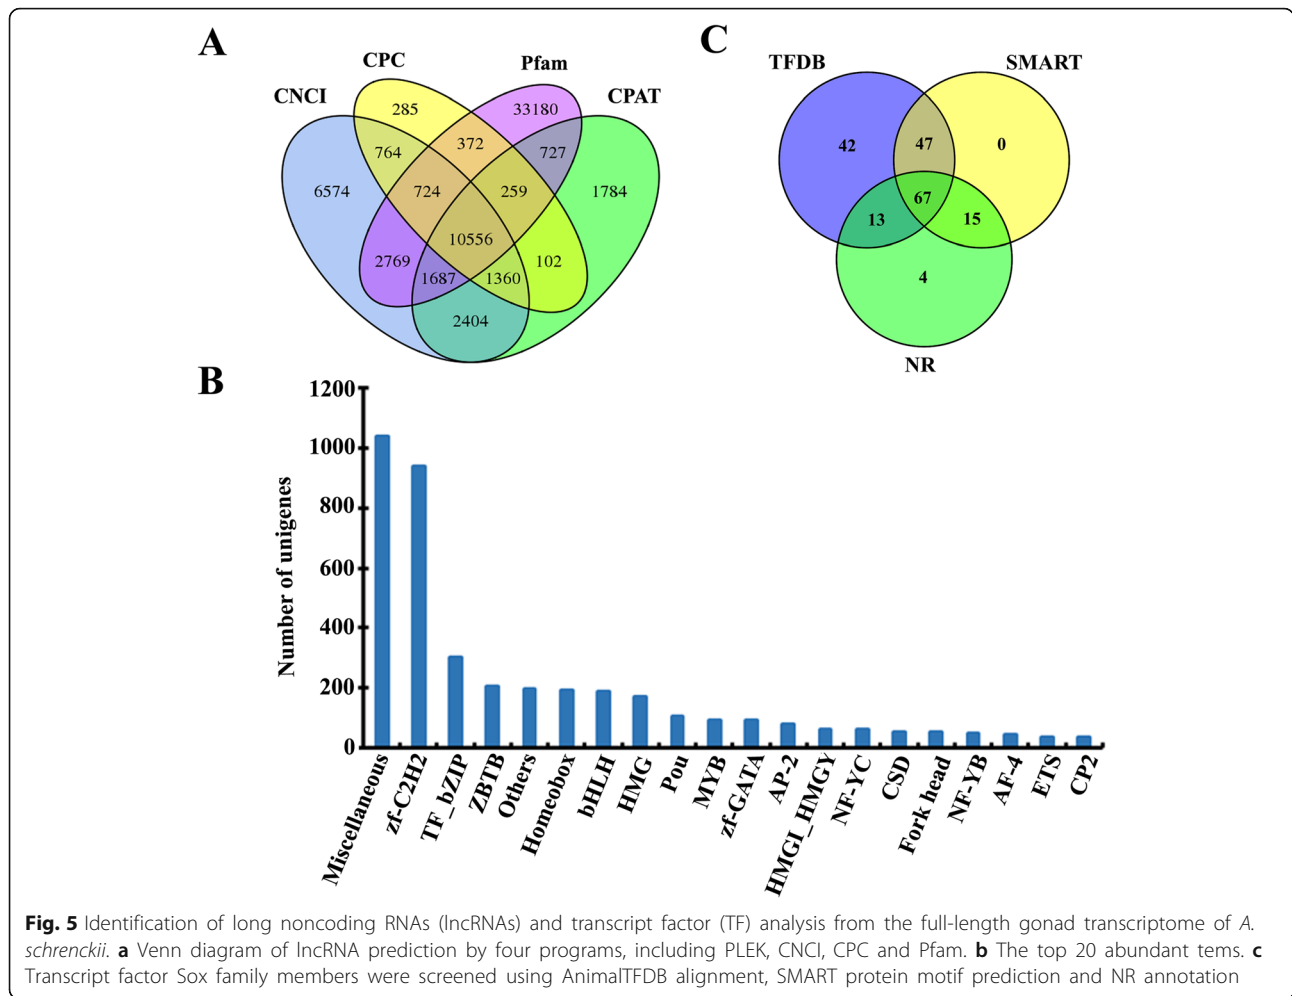 A
CNCI
CPC
Pfam
CPAT
285
33180
764
372
727
6574
724
259
1784
10556
2769
1687
1360
102
2404
C
TFDB
SMART
42
47
0
67
13
15
4
NR
B
Number of unigenes
1200
1000
800
600
400
200
0
Miscellaneous
zf-C2H2
TF_bZIP
ZBTB
Others
Homeobox
bHLH
HMG
Pou
MYB
zf-GATA
AP-2
HMGI_HMGY
NF-YC
CSD
Fork head
NF-YB
AF-4
ETS
CP2
Fig. 5 Identification of long noncoding RNAs (lncRNAs) and transcript factor (TF) analysis from the full-length gonad transcriptome of A.
schrenckii. a Venn diagram of lncRNA prediction by four programs, including PLEK, CNCI, CPC and Pfam. b The top 20 abundant tems. c
Transcript factor Sox family members were screened using AnimalTFDB alignment, SMART protein motif prediction and NR annotation